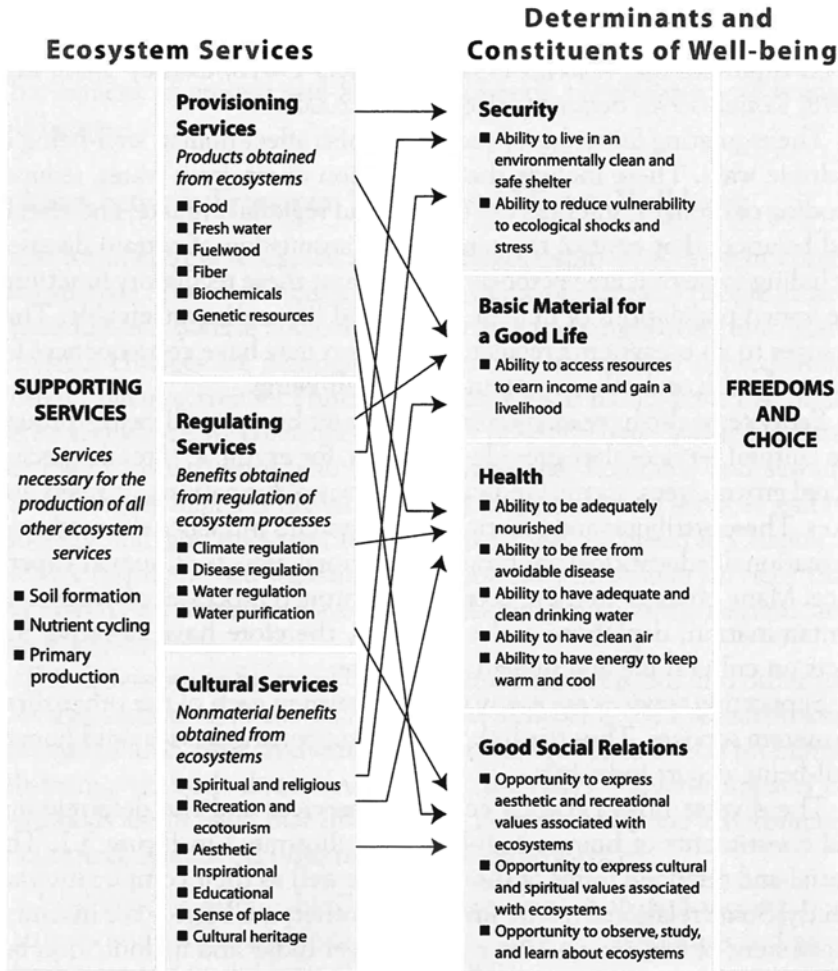 Ecosystem Services
Determinants and
Constituents of Well-being
SUPPORTING
SERVICES
Services
necessary for the
production of all
other ecosystem
services
■ Soil formation
■ Nutrient cycling
■ Primary
production
Provisioning
Services
Products obtained
from ecosystems
■ Food
■ Fresh water
■ Fuelwood
■ Fiber
■ Biochemicals
■ Genetic resources
Regulating
Services
Benefits obtained
from regulation of
ecosystem processes
■ Climate regulation
■ Disease regulation
■ Water regulation
■ Water purification
Cultural Services
Nonmaterial benefits
obtained from
ecosystems
■ Spiritual and religious
■ Recreation and
ecotourism
■ Aesthetic
■ Inspirational
■ Educational
■ Sense of place
■ Cultural heritage
Security
■ Ability to live in an
environmentally clean and
safe shelter
■ Ability to reduce vulnerability
to ecological shocks and
stress
Basic Material for
a Good Life
■ Ability to access resources
to earn income and gain a
livelihood
Health
■ Ability to be adequately
nourished
■ Ability to be free from
avoidable disease
■ Ability to have adequate and
clean drinking water
■ Ability to have clean air
■ Ability to have energy to keep
warm and cool
Good Social Relations
■ Opportunity to express
aesthetic and recreational
values associated with
ecosystems
■ Opportunity to express cultural
and spiritual values associated
with ecosystems
■ Opportunity to observe, study,
and learn about ecosystems
FREEDOMS
AND
CHOICE